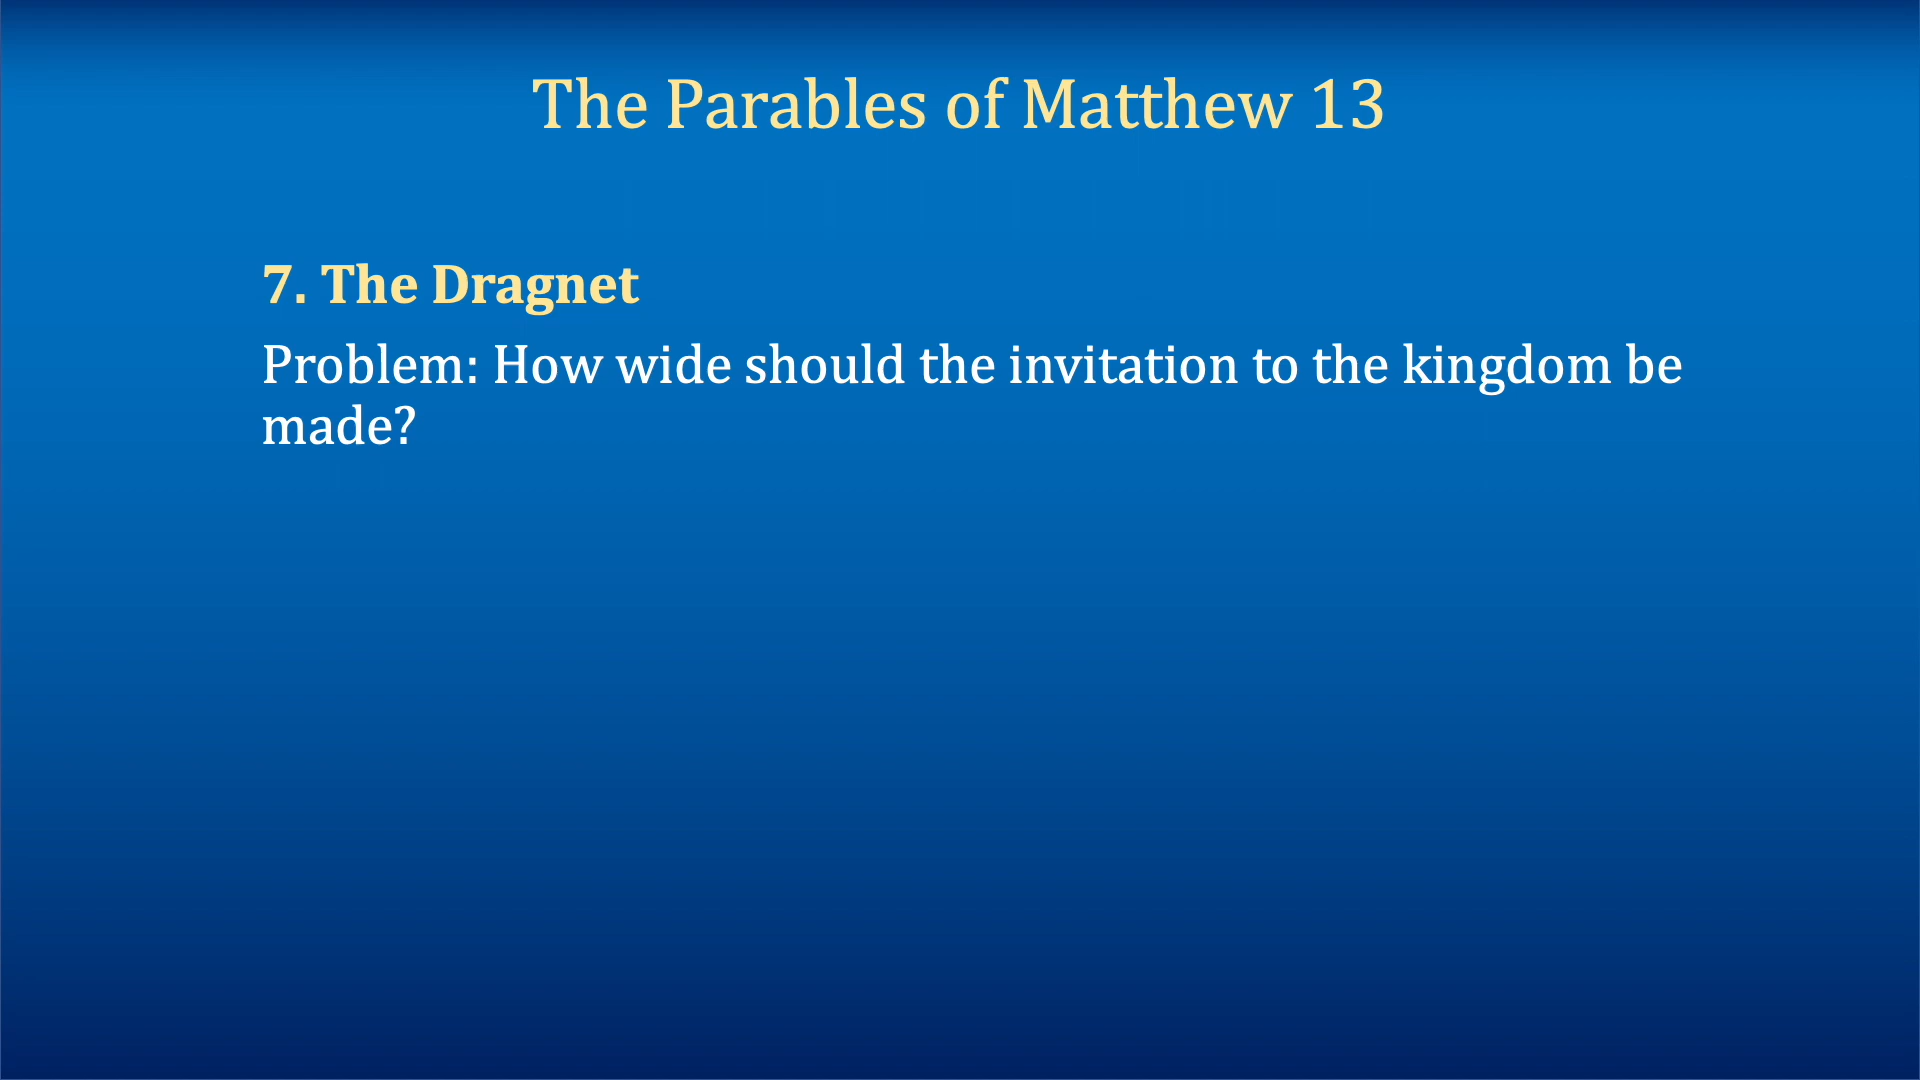 The Parables of Matthew 13
7. The Dragnet
Problem: How wide should the invitation to the kingdom be
made?